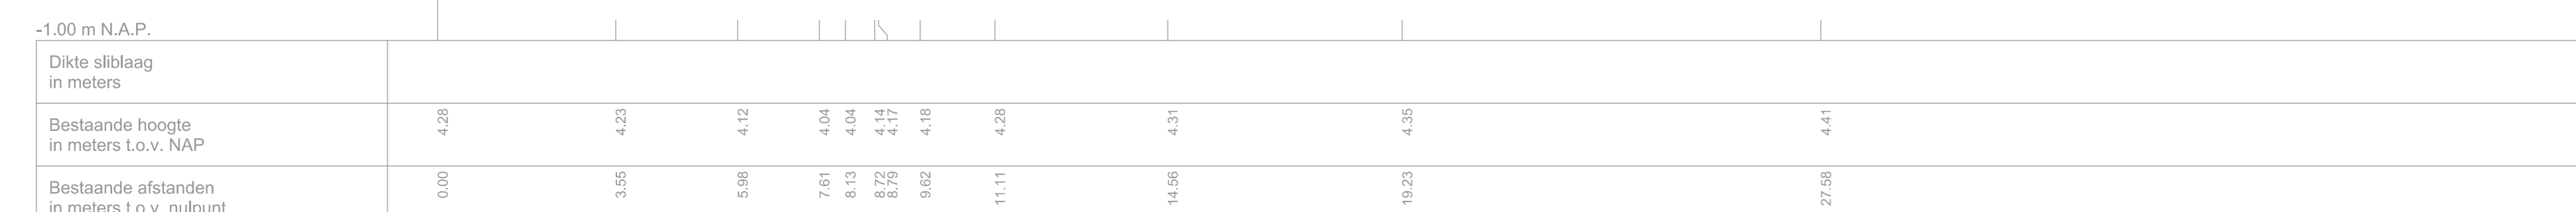 -1.00 m N.A.P.
Dikte sliblaag
in meters
Bestaande hoogte
in meters t.o.v. NAP
4.28 4.23 4.12 4.04 4.04 4.14 4.17 4.18 4.28 4.31 4.35 4.41
Bestaande afstanden
in meters t.o.v. nulpunt
0.00 3.55 5.98 7.61 8.13 8.72 8.79 9.62 11.11 14.56 19.23 27.58